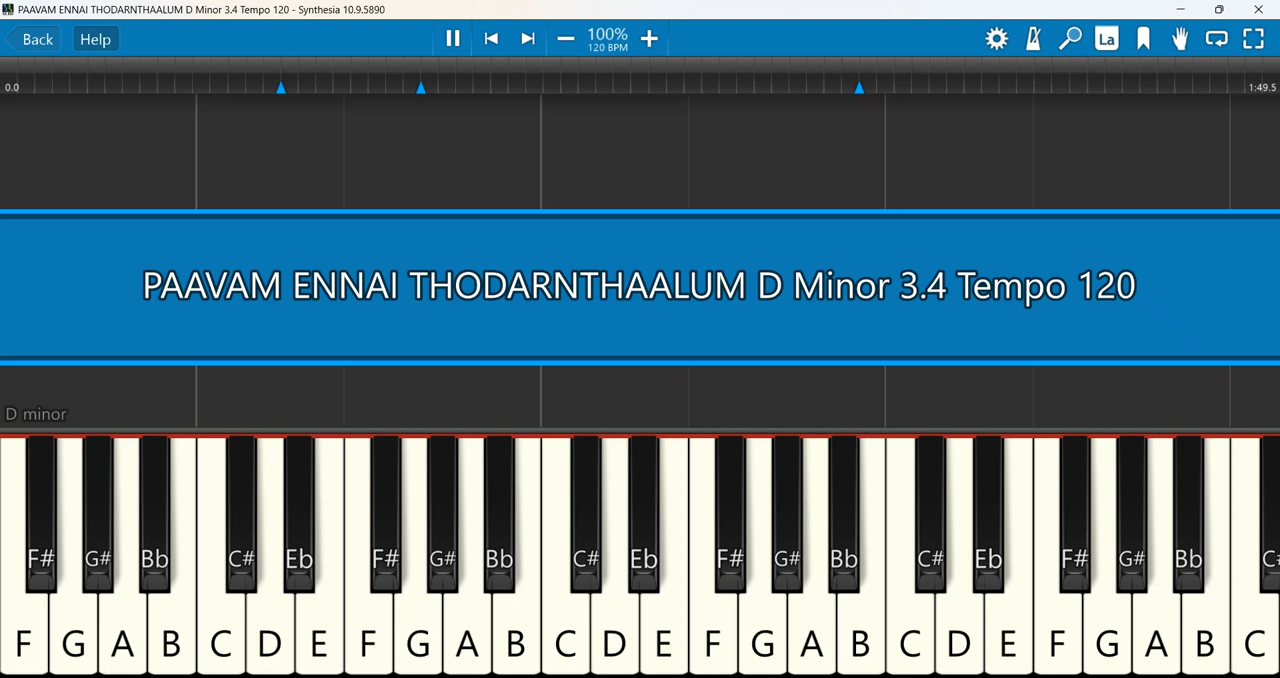 PAAVAM ENNAI THODARNTHAALUM D Minor 3.4 Tempo 120 - Synthesia 10.9.5890
Back Help 100% La
120 BPM
0.0 1:49.5
PAAVAM ENNAI THODARNTHAALUM D Minor 3.4 Tempo 120
D minor
F# G# Bb C# Eb F# G# Bb C# Eb F# G# Bb C# Eb F# G# Bb C#
F G A B C D E F G A B C D E F G A B C D E F G A B C